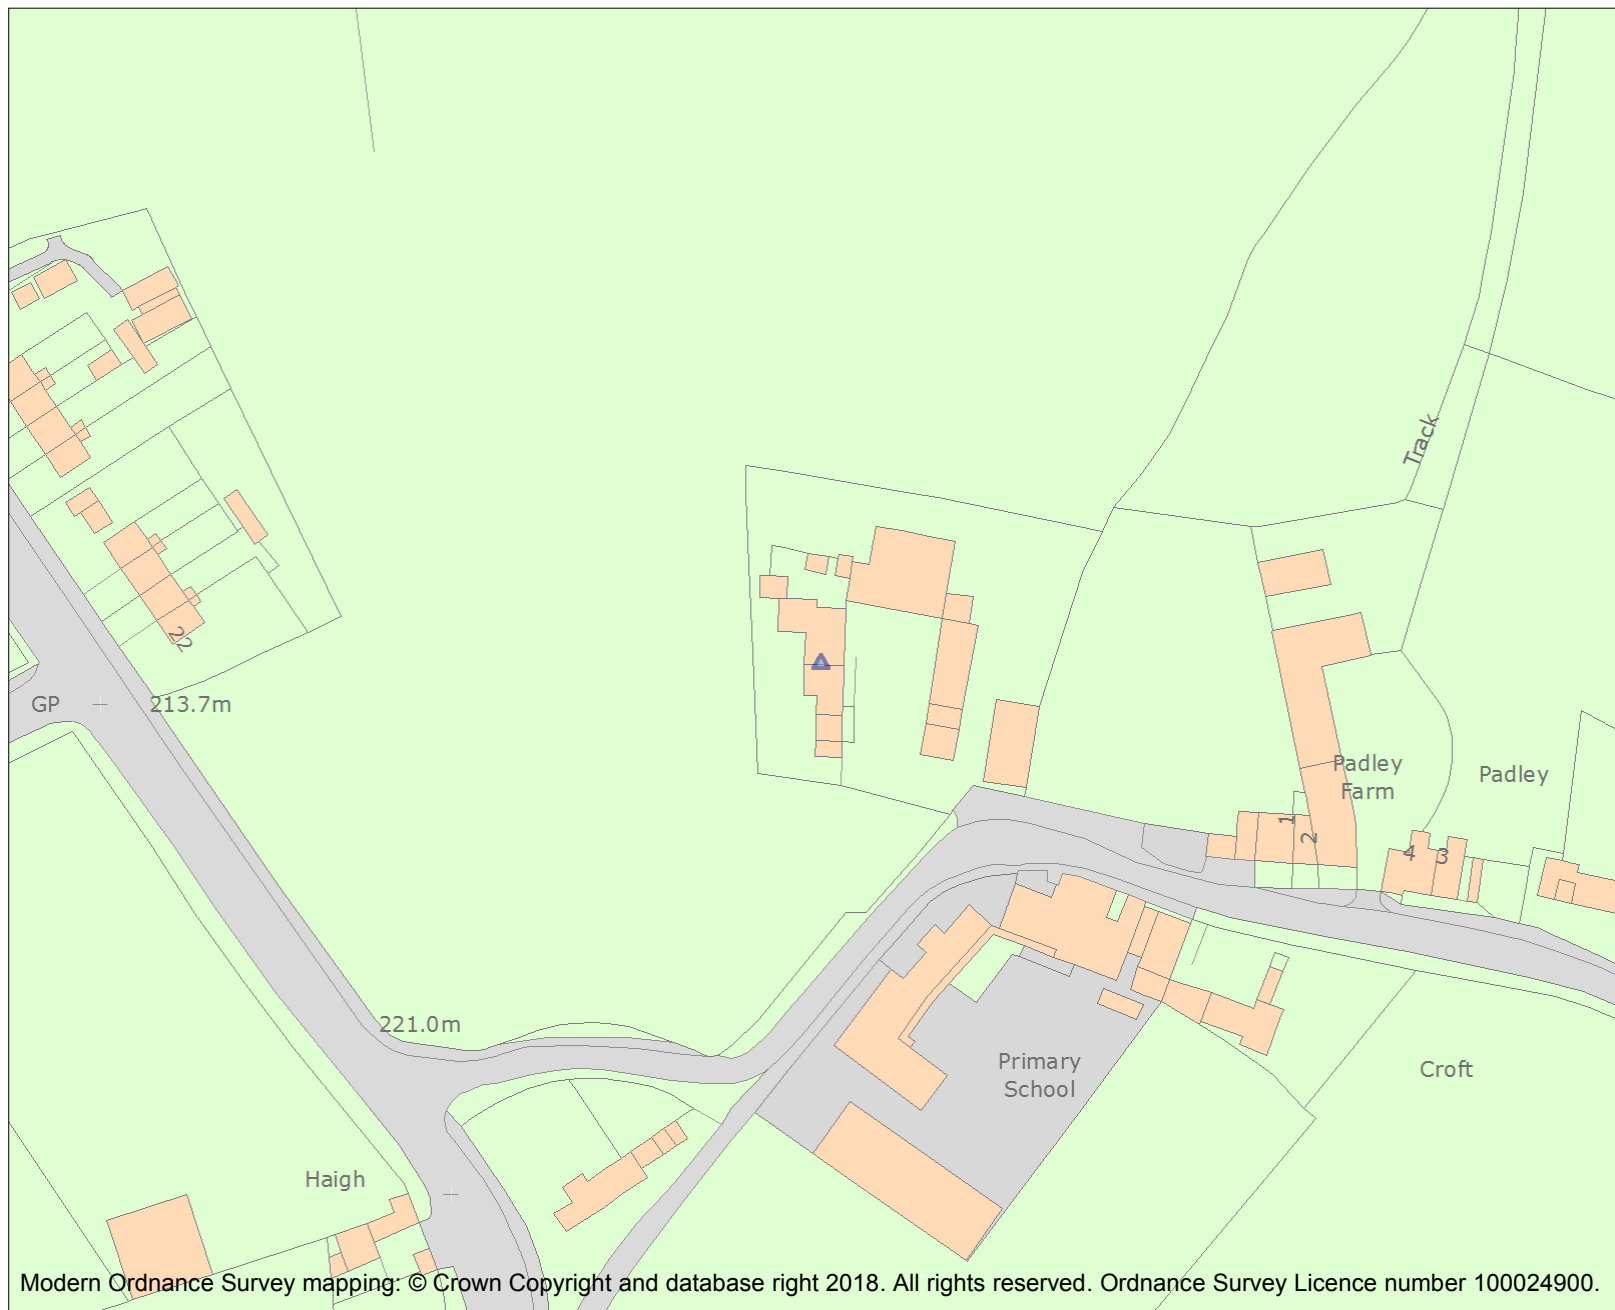 Track
22
GP
213.7m
Padley
Farm
Padley
1
2
4
3
221.0m
Primary
School
Croft
Haigh
Modern Ordnance Survey mapping: © Crown Copyright and database right 2018. All rights reserved. Ordnance Survey Licence number 100024900.